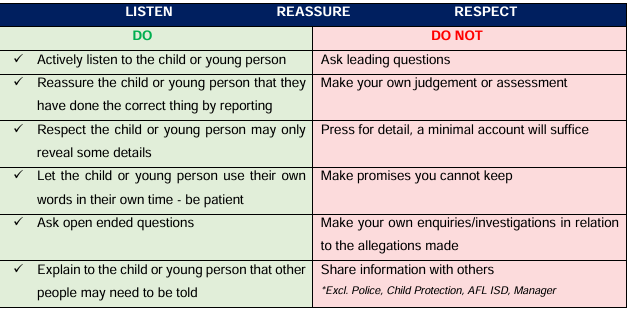 LISTEN REASSURE RESPECT
DO DO NOT
✓ Actively listen to the child or young person Ask leading questions
✓ Reassure the child or young person that they Make your own judgement or assessment
have done the correct thing by reporting
✓ Respect the child or young person may only Press for detail, a minimal account will suffice
reveal some details
✓ Let the child or young person use their own Make promises you cannot keep
words in their own time - be patient
✓ Ask open ended questions Make your own enquiries/investigations in relation
to the allegations made
✓ Explain to the child or young person that other Share information with others
people may need to be told *Excl. Police, Child Protection, AFL ISD, Manager